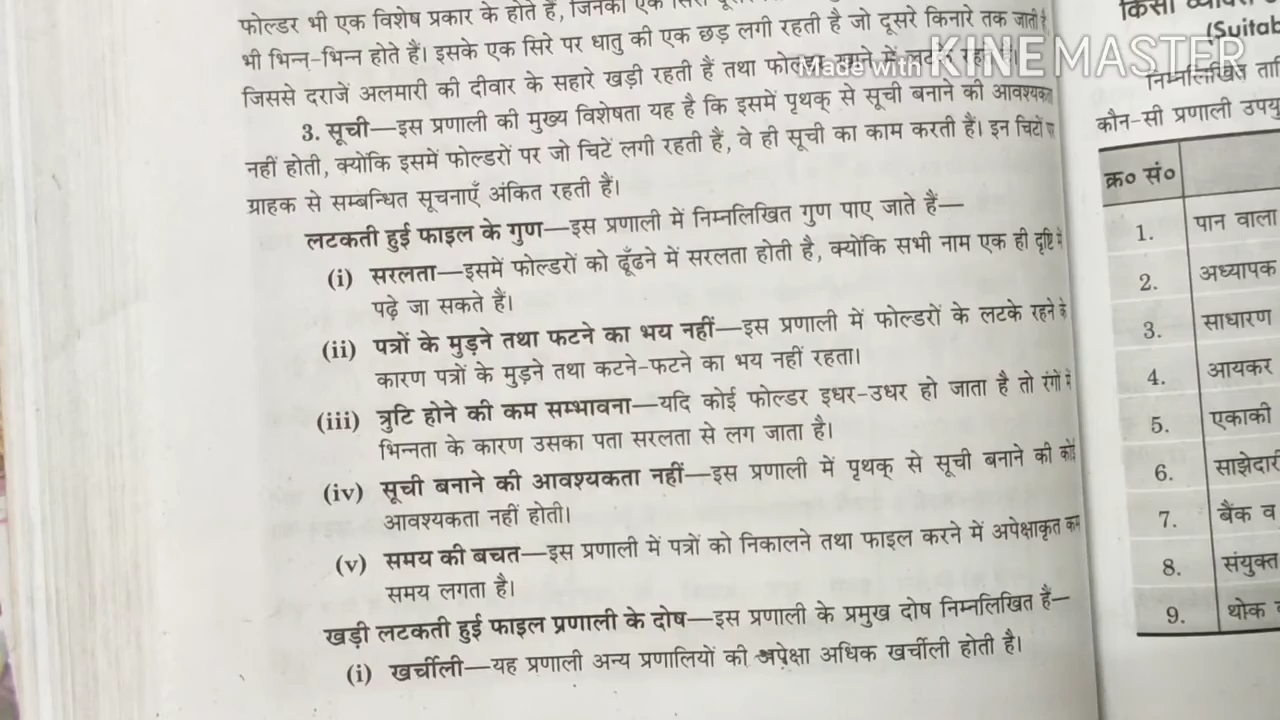 फोल्डर भी एक विशेष प्रकार के होते हैं, जिनका एक
भी भिन्न-भिन्न होते हैं। इसके एक सिरे पर धातु की एक छड़ लगी रहती है जो दूसरे किनारे तक जाती है
जिससे दराजें अलमारी की दीवार के सहारे खड़ी रहती हैं तथा
3. सूची—इस प्रणाली की मुख्य विशेषता यह है कि इसमें पृथक् से सूची बनाने की आवश्यकता
नहीं होती, क्योंकि इसमें फोल्डरों पर जो चिटें लगी रहती हैं, वे ही सूची का काम करती हैं। इन चिटों पर
ग्राहक से सम्बन्धित सूचनाएँ अंकित रहती हैं।
लटकती हुई फाइल के गुण—इस प्रणाली में निम्नलिखित गुण पाए जाते हैं—
(i) सरलता—इसमें फोल्डरों को ढूँढने में सरलता होती है, क्योंकि सभी नाम एक ही दृष्टि में
पढ़े जा सकते हैं।
(ii) पत्रों के मुड़ने तथा फटने का भय नहीं—इस प्रणाली में फोल्डरों के लटके रहने के
कारण पत्रों के मुड़ने तथा कटने-फटने का भय नहीं रहता।
(iii) त्रुटि होने की कम सम्भावना—यदि कोई फोल्डर इधर-उधर हो जाता है तो रंगों में
भिन्नता के कारण उसका पता सरलता से लग जाता है।
(iv) सूची बनाने की आवश्यकता नहीं—इस प्रणाली में पृथक् से सूची बनाने की कोई
आवश्यकता नहीं होती।
(v) समय की बचत—इस प्रणाली में पत्रों को निकालने तथा फाइल करने में अपेक्षाकृत कम
समय लगता है।
खड़ी लटकती हुई फाइल प्रणाली के दोष—इस प्रणाली के प्रमुख दोष निम्नलिखित हैं—
(i) खर्चीली—यह प्रणाली अन्य प्रणालियों की अपेक्षा अधिक खर्चीली होती है।
Made with KINEMASTER
किसी
(Suitab
निम्नलिखित
कौन-सी प्रणाली
क्र० सं०
1. पान वाला
2. अध्यापक
3. साधारण
4. आयकर
5. एकाकी
6. साझेदारी
7. बैंक व
8. संयुक्त
9. थोक